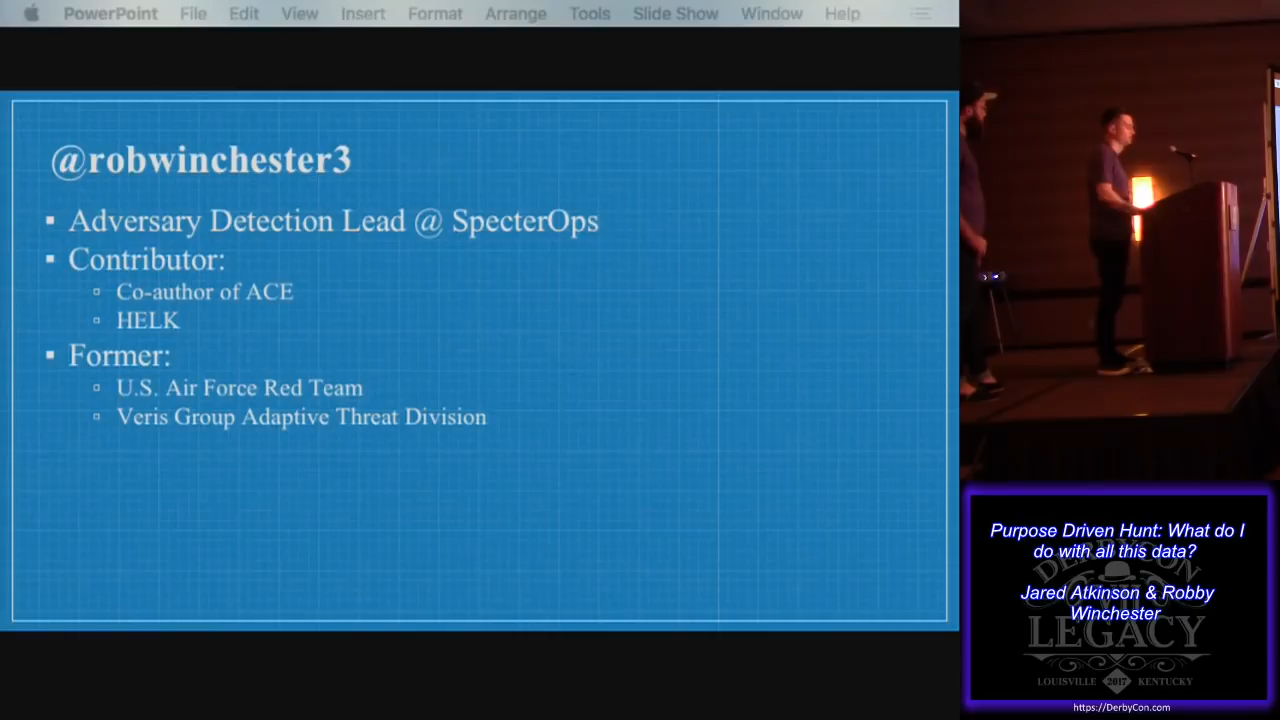 PowerPoint File Edit View Insert Format Arrange Tools Slide Show Window Help
@robwinchester3
▪ Adversary Detection Lead @ SpecterOps
▪ Contributor:
▫ Co-author of ACE
▫ HELK
▪ Former:
▫ U.S. Air Force Red Team
▫ Veris Group Adaptive Threat Division
Purpose Driven Hunt: What do I
do with all this data?
Jared Atkinson & Robby
Winchester
DERBYCON
LEGACY
LOUISVILLE 2017 KENTUCKY
https://DerbyCon.com